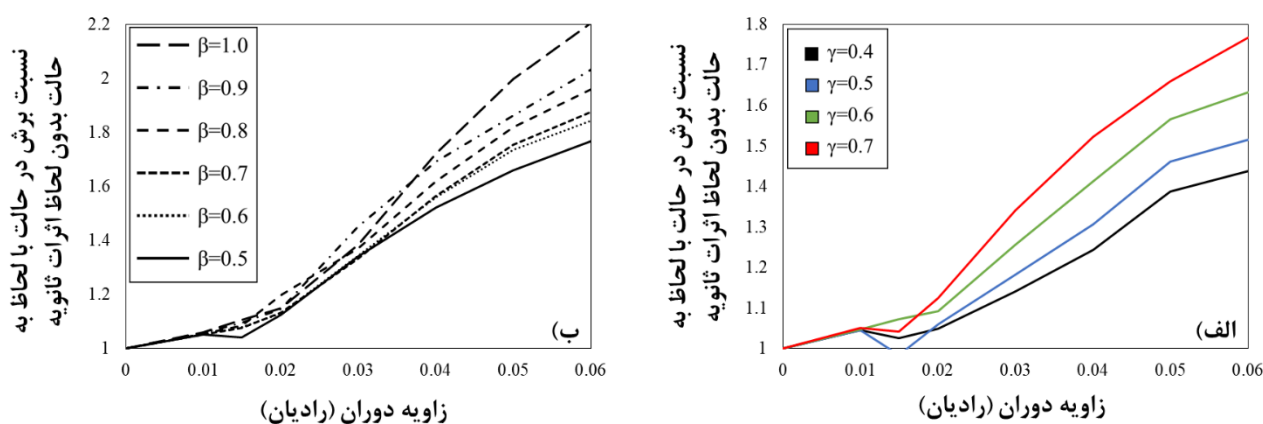 نسبت برش در حالت با لحاظ به
حالت بدون لحاظ اثرات ثانویه
2.2
2
1.8
1.6
1.4
1.2
1
β=1.0
β=0.9
β=0.8
β=0.7
β=0.6
β=0.5
ب)
0 0.01 0.02 0.03 0.04 0.05 0.06
زاویه دوران (رادیان)
نسبت برش در حالت با لحاظ به
حالت بدون لحاظ اثرات ثانویه
1.8
1.7
1.6
1.5
1.4
1.3
1.2
1.1
1
γ=0.4
γ=0.5
γ=0.6
γ=0.7
الف)
0 0.01 0.02 0.03 0.04 0.05 0.06
زاویه دوران (رادیان)